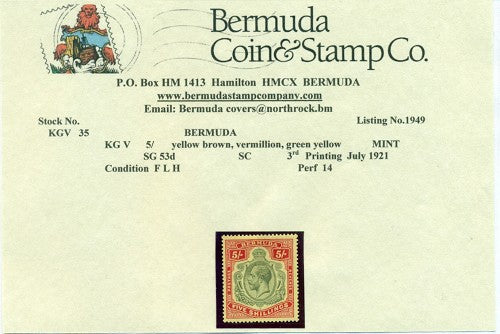 Bermuda
Coin&Stamp Co.
P.O. Box HM 1413 Hamilton HMCX BERMUDA
www.bermudastampcompany.com
Email: Bermuda covers@northrock.bm
Stock No. Listing No.1949
KGV 35 BERMUDA
KG V 5/ yellow brown, vermillion, green yellow MINT
SG 53d SC 3rd Printing July 1921
Condition F L H Perf 14
BERMUDA
5/- 5/-
FIVE SHILLINGS